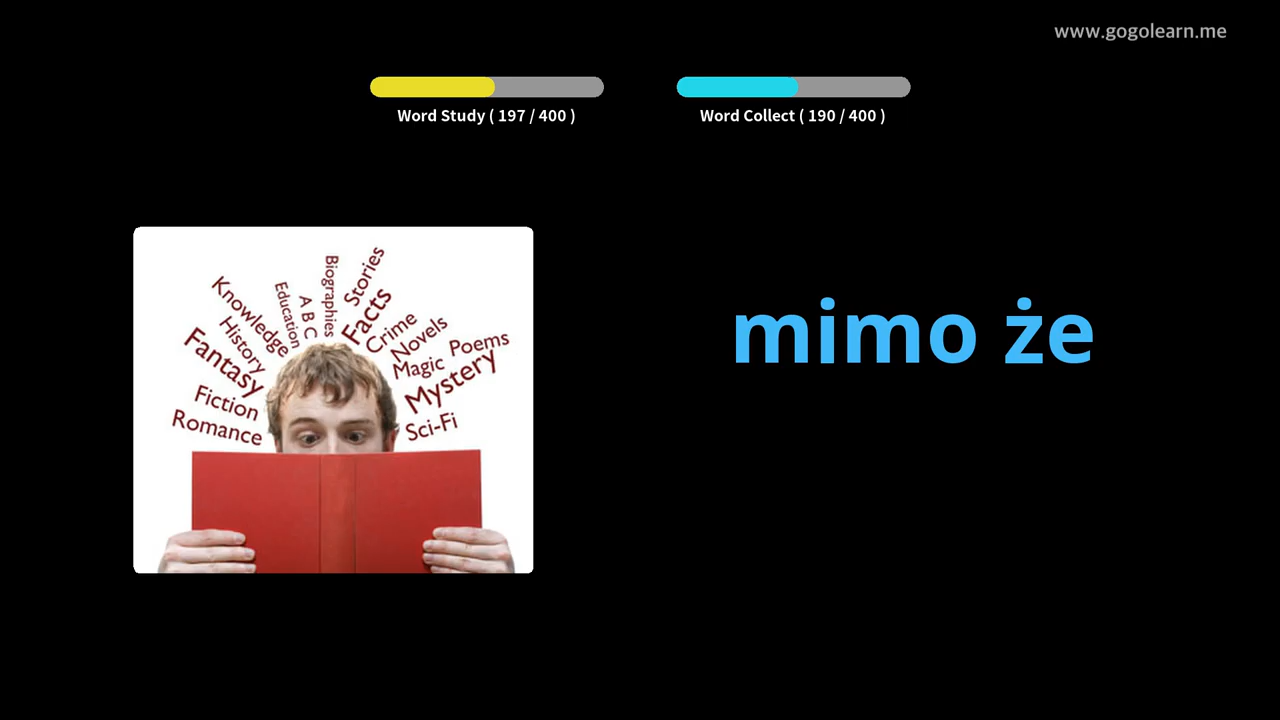 www.gogolearn.me
Word Study ( 197 / 400 )
Word Collect ( 190 / 400 )
Biographies
Stories
Knowledge
Education
A B C
Facts
History
Crime
Novels
Fantasy
Magic
Poems
Fiction
Mystery
Romance
Sci-Fi
mimo że